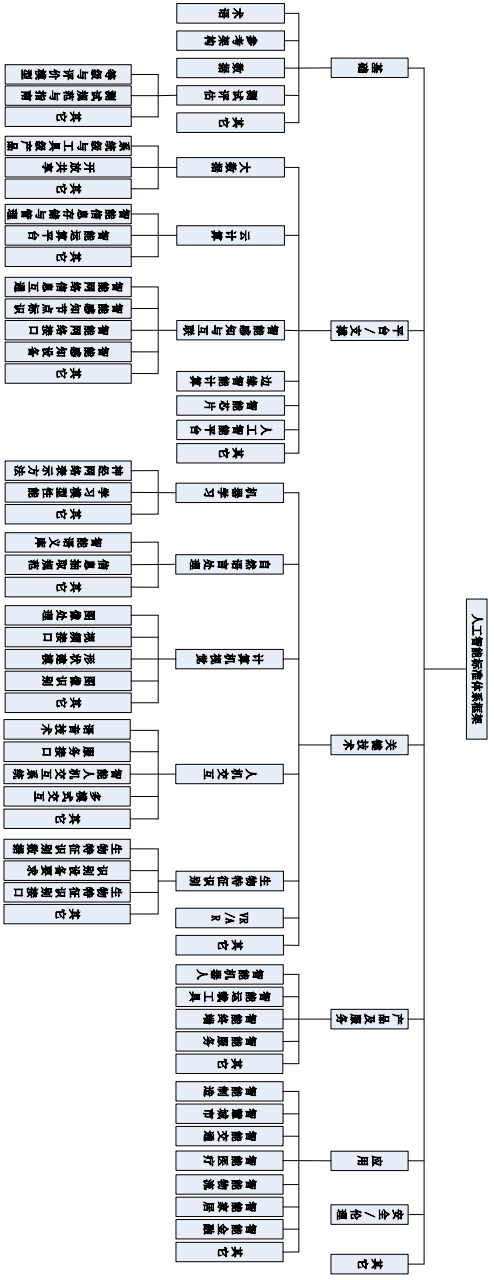 人工智能标准体系框架
基础
平台/支撑
关键技术
产品及服务
应用
安全/伦理
其它
术语
参考架构
数据
测试评估
其它
大数据
云计算
智能感知与互联
边缘智能计算
智能芯片
人工智能平台
其它
机器学习
自然语言处理
计算机视觉
人机交互
生物特征识别
VR/AR
其它
智能机器人
智能运载工具
智能终端
智能服务
其它
智能制造
智慧城市
智能交通
智能医疗
智能物流
智能家居
智能金融
其它
等级与评价模型
测试规范与指南
其它
系统级与工具级产品
开放共享
其它
智能信息存储与管理
智能运算平台
其它
智能网络信息互通
智能感知节点标识
智能网络接口
智能感知设备
其它
神经网络表示方法
学习模型性能
其它
智能语义库
信息抽取规范
其它
图像处理
视频接口
形状建模
图像识别
其它
语音技术
服务接口
智能人机交互系统
多模式交互
其它
生物特征识别数据
识别设备要求
生物特征识别接口
其它